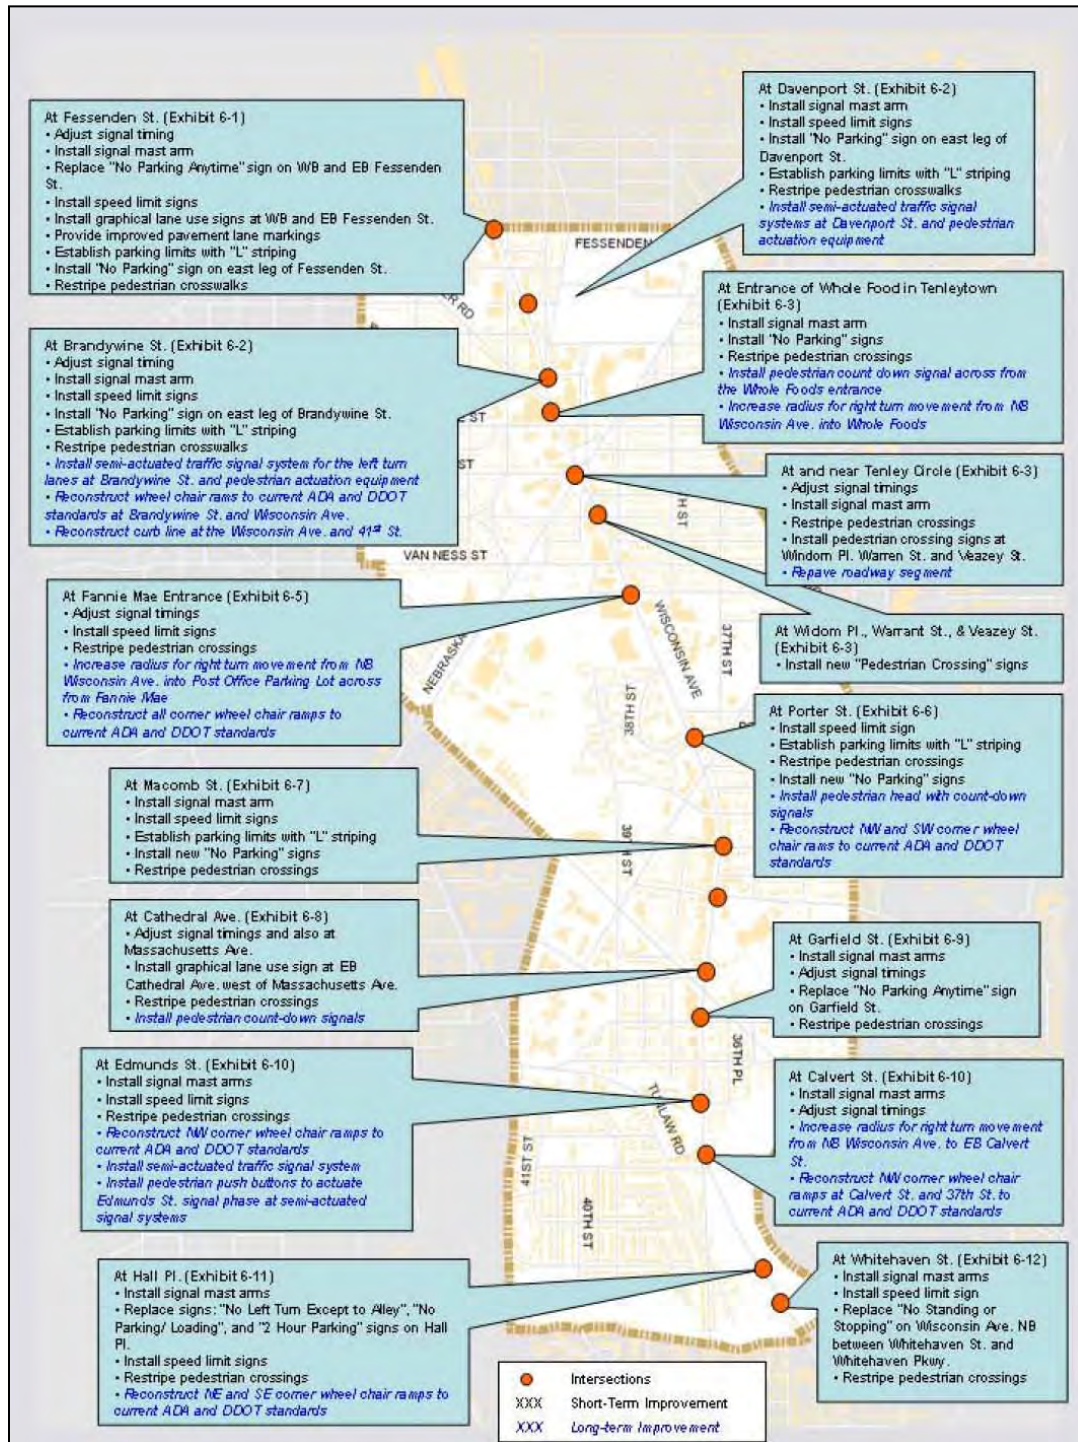 At Fessenden St. (Exhibit 6-1)
• Adjust signal timing
• Install signal mast arm
• Replace "No Parking Anytime" sign on WB and EB Fessenden
St.
• Install speed limit signs
• Install graphical lane use signs at WB and EB Fessenden St.
• Provide improved pavement lane markings
• Establish parking limits with "L" striping
• Install "No Parking" sign on east leg of Fessenden St.
• Restripe pedestrian crosswalks
At Davenport St. (Exhibit 6-2)
• Install signal mast arm
• Install speed limit signs
• Install "No Parking" sign on east leg of
Davenport St.
• Establish parking limits with "L" striping
• Restripe pedestrian crosswalks
• Install semi-actuated traffic signal
systems at Davenport St. and pedestrian
actuation equipment
FESSENDEN
ER RD
At Entrance of Whole Food in Tenleytown
(Exhibit 6-3)
• Install signal mast arm
• Install "No Parking" signs
• Restripe pedestrian crossings
• Install pedestrian count down signal across from
the Whole Foods entrance
• Increase radius for right turn movement from NB
Wisconsin Ave. into Whole Foods
At Brandywine St. (Exhibit 6-2)
• Adjust signal timing
• Install signal mast arm
• Install speed limit signs
• Install "No Parking" sign on east leg of Brandywine St.
• Establish parking limits with "L" striping
• Restripe pedestrian crosswalks
• Install semi-actuated traffic signal system for the left turn
lanes at Brandywine St. and pedestrian actuation equipment
• Reconstruct wheel chair rams to current ADA and DDOT
standards at Brandywine St. and Wisconsin Ave.
• Reconstruct curb line at the Wisconsin Ave. and 41st St.
E ST
ST
TH ST
VAN NESS ST
At and near Tenley Circle (Exhibit 6-3)
• Adjust signal timings
• Install signal mast arm
• Restripe pedestrian crossings
• Install pedestrian crossing signs at
Windom Pl. Warren St. and Veazey St.
• Repave roadway segment
At Fannie Mae Entrance (Exhibit 6-5)
• Adjust signal timings
• Install speed limit signs
• Restripe pedestrian crossings
• Increase radius for right turn movement from NB
Wisconsin Ave. into Post Office Parking Lot across
from Fannie Mae
• Reconstruct all corner wheel chair ramps to
current ADA and DDOT standards
NEBRASKA
WISCONSIN AVE
37TH ST
38TH ST
At Widom Pl., Warrant St., & Veazey St.
(Exhibit 6-3)
• Install new "Pedestrian Crossing" signs
At Porter St. (Exhibit 6-6)
• Install speed limit sign
• Establish parking limits with "L" striping
• Restripe pedestrian crossings
• Install new "No Parking" signs
• Install pedestrian head with count-down
signals
• Reconstruct NW and SW corner wheel
chair rams to current ADA and DDOT
standards
At Macomb St. (Exhibit 6-7)
• Install signal mast arm
• Install speed limit signs
• Establish parking limits with "L" striping
• Install new "No Parking" signs
• Restripe pedestrian crossings
39TH ST
At Cathedral Ave. (Exhibit 6-8)
• Adjust signal timings and also at
Massachusetts Ave.
• Install graphical lane use sign at EB
Cathedral Ave. west of Massachusetts Ave.
• Restripe pedestrian crossings
• Install pedestrian count-down signals
At Garfield St. (Exhibit 6-9)
• Install signal mast arms
• Adjust signal timings
• Replace "No Parking Anytime" sign
on Garfield St.
• Restripe pedestrian crossings
36TH PL
At Edmunds St. (Exhibit 6-10)
• Install signal mast arms
• Install speed limit signs
• Restripe pedestrian crossings
• Reconstruct NW corner wheel chair ramps to
current ADA and DDOT standards
• Install semi-actuated traffic signal system
• Install pedestrian push buttons to actuate
Edmunds St. signal phase at semi-actuated
signal systems
TUNLAW RD
41ST ST
40TH ST
At Calvert St. (Exhibit 6-10)
• Install signal mast arms
• Adjust signal timings
• Increase radius for right turn movement
from NB Wisconsin Ave. to EB Calvert
St.
• Reconstruct NW corner wheel chair
ramps at Calvert St. and 37th St. to
current ADA and DDOT standards
At Hall Pl. (Exhibit 6-11)
• Install signal mast arms
• Replace signs: "No Left Turn Except to Alley", "No
Parking/ Loading", and "2 Hour Parking" signs on Hall
Pl.
• Install speed limit signs
• Restripe pedestrian crossings
• Reconstruct NE and SE corner wheel chair ramps to
current ADA and DDOT standards
At Whitehaven St. (Exhibit 6-12)
• Install signal mast arms
• Install speed limit sign
• Replace "No Standing or
Stopping" on Wisconsin Ave. NB
between Whitehaven St. and
Whitehaven Pkwy.
• Restripe pedestrian crossings
Intersections
XXX Short-Term Improvement
XXX Long-term Improvement